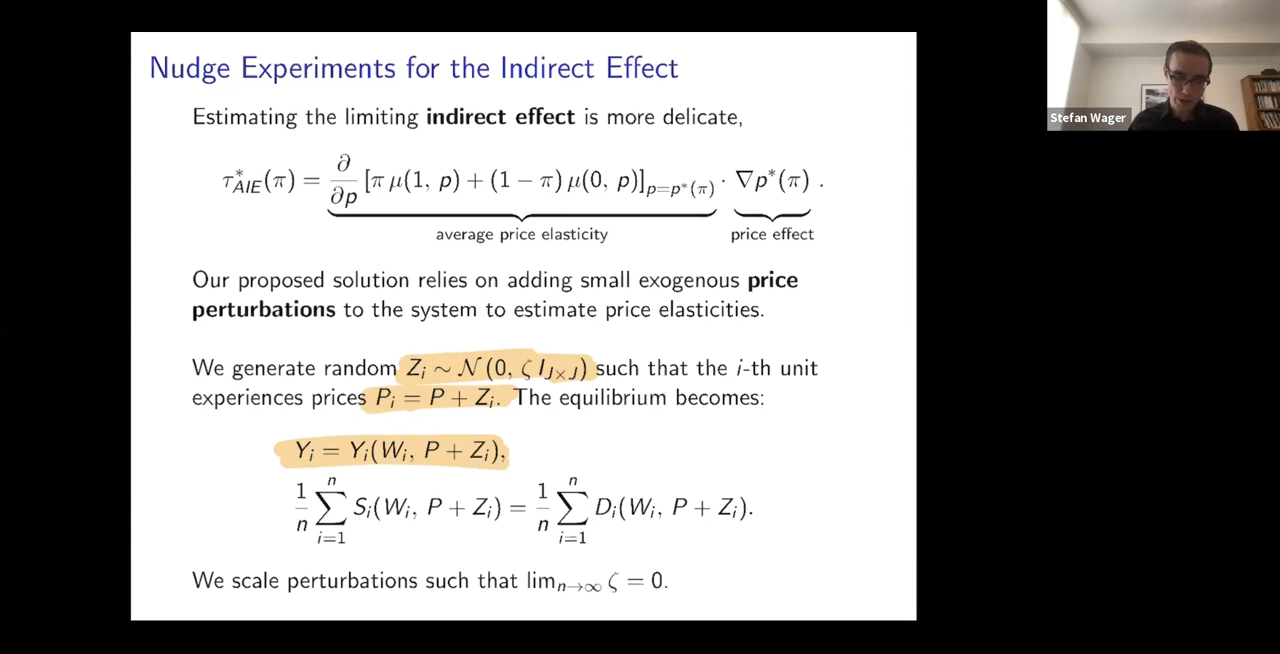 Nudge Experiments for the Indirect Effect
Estimating the limiting indirect effect is more delicate,
τ*_AIE(π) = ∂/∂p [π μ(1, p) + (1 − π) μ(0, p)]_{p=p*(π)} · ∇p*(π) .
average price elasticity price effect
Our proposed solution relies on adding small exogenous price
perturbations to the system to estimate price elasticities.
We generate random Z_i ∼ N(0, ζ I_{J×J}) such that the i-th unit
experiences prices P_i = P + Z_i. The equilibrium becomes:
Y_i = Y_i(W_i, P + Z_i),
1/n ∑_{i=1}^{n} S_i(W_i, P + Z_i) = 1/n ∑_{i=1}^{n} D_i(W_i, P + Z_i).
We scale perturbations such that lim_{n→∞} ζ = 0.
Stefan Wager